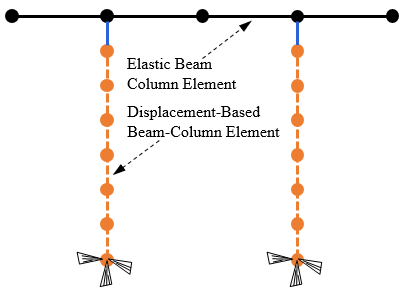 Elastic Beam
Column Element
Displacement-Based
Beam-Column Element